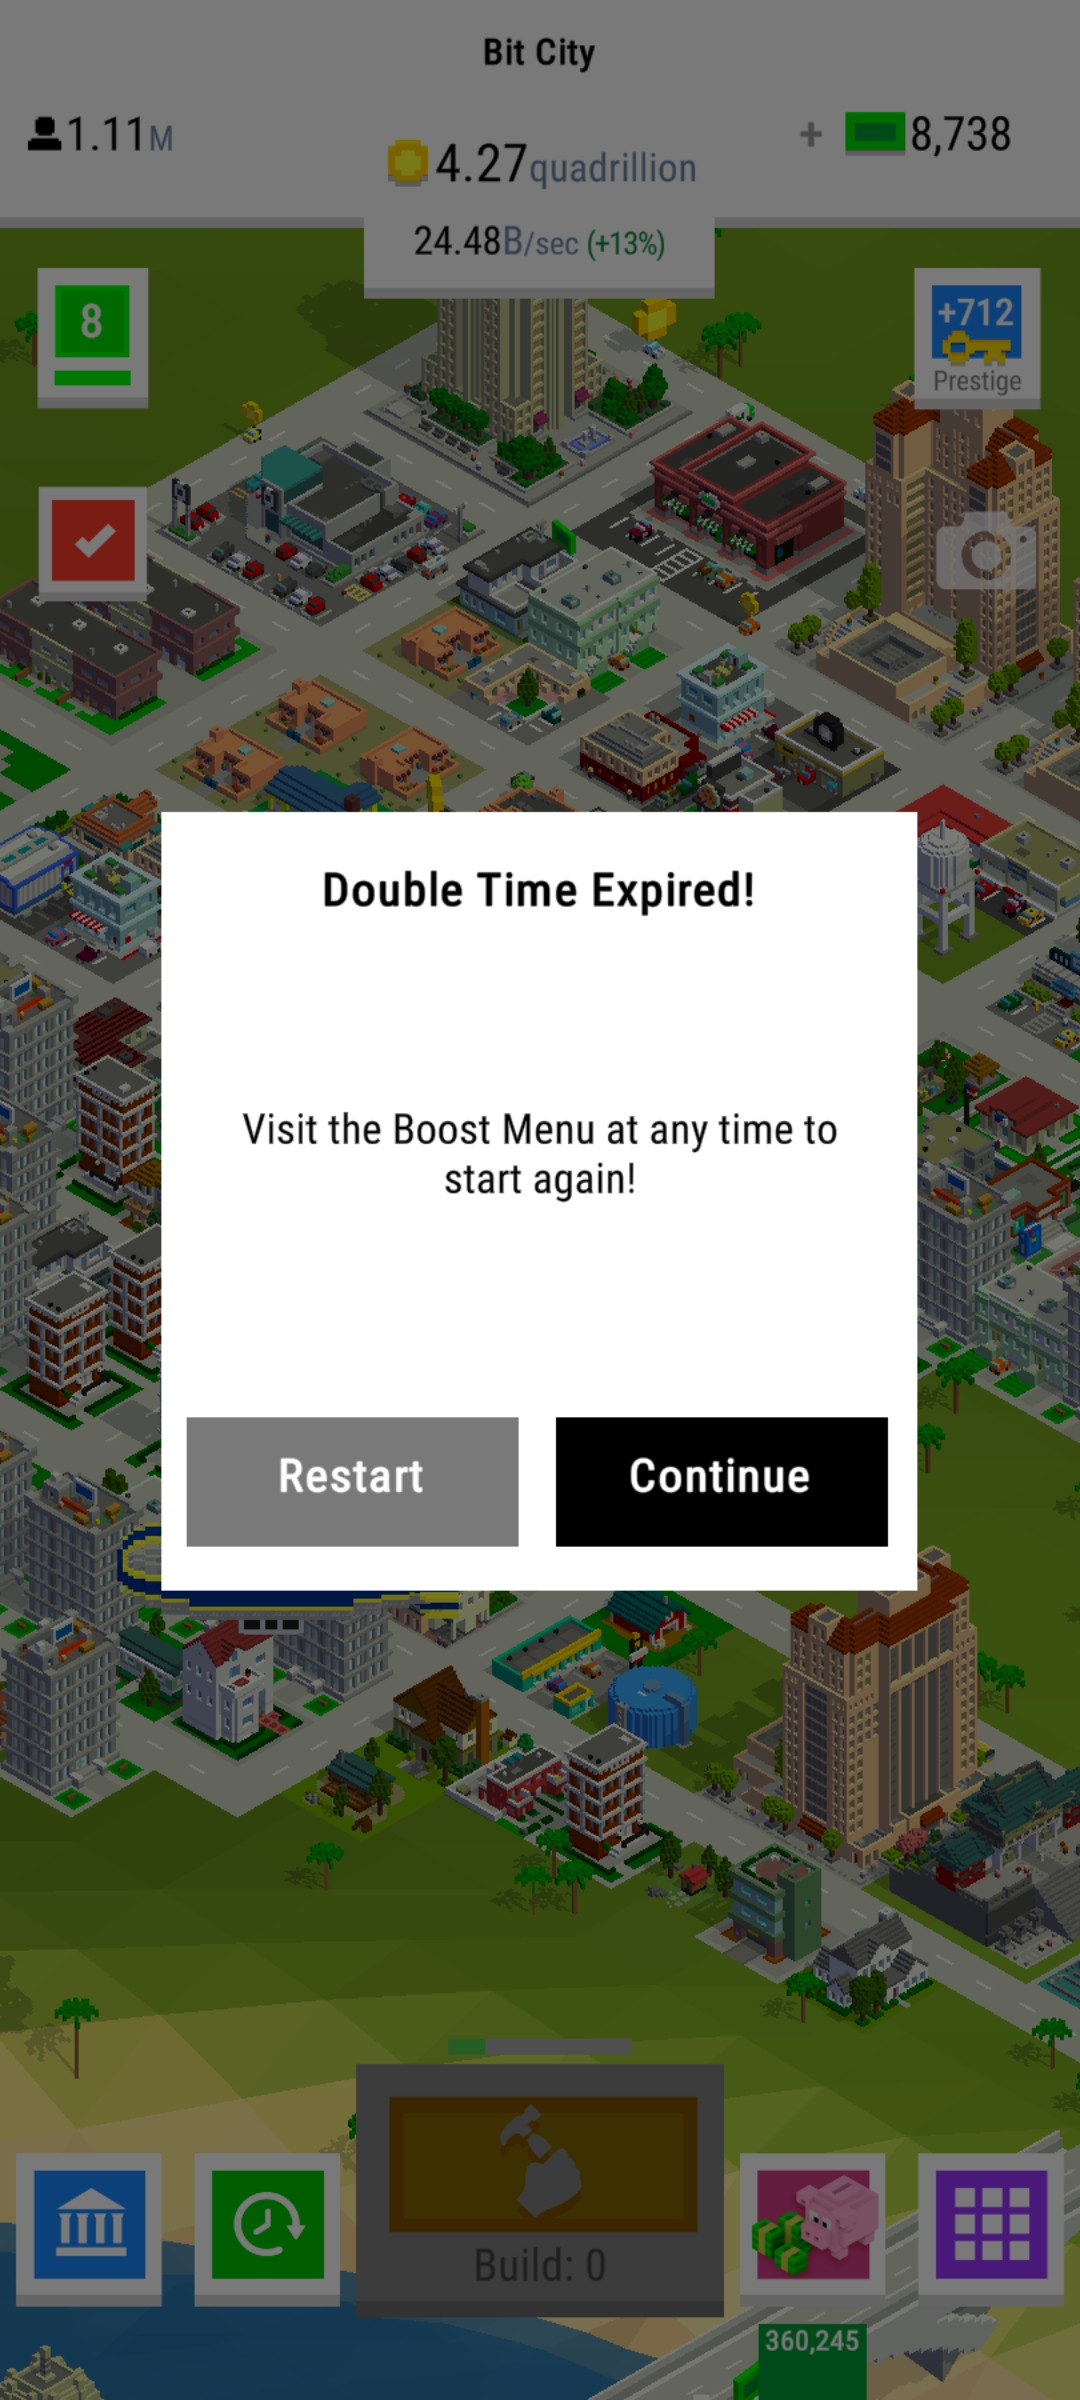 Bit City
1.11M
4.27quadrillion
+ 8,738
24.48B/sec (+13%)
8
+712
Prestige
Double Time Expired!
Visit the Boost Menu at any time to
start again!
Restart
Continue
Build: 0
360,245